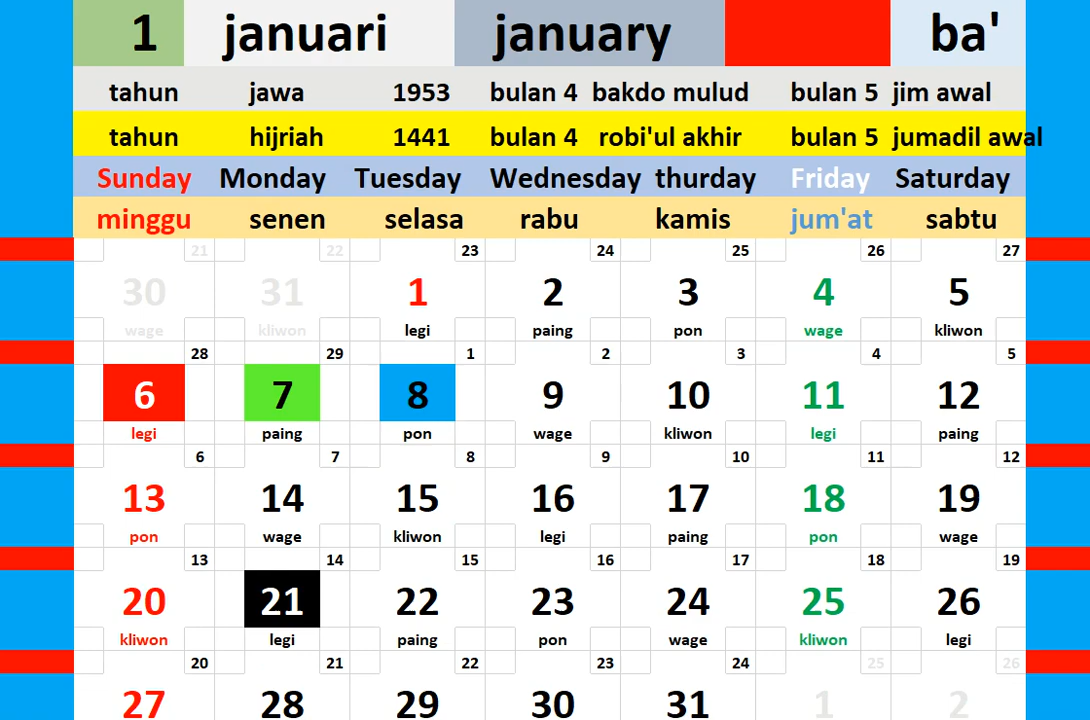 1 januari january ba'
tahun jawa 1953 bulan 4 bakdo mulud bulan 5 jim awal
tahun hijriah 1441 bulan 4 robi'ul akhir bulan 5 jumadil awal
Sunday Monday Tuesday Wednesday thurday Friday Saturday
minggu senen selasa rabu kamis jum'at sabtu
21 22 23 24 25 26 27
30 31 1 2 3 4 5
wage kliwon legi paing pon wage kliwon
28 29 1 2 3 4 5
6 7 8 9 10 11 12
legi paing pon wage kliwon legi paing
6 7 8 9 10 11 12
13 14 15 16 17 18 19
pon wage kliwon legi paing pon wage
13 14 15 16 17 18 19
20 21 22 23 24 25 26
kliwon legi paing pon wage kliwon legi
20 21 22 23 24 25 26
27 28 29 30 31 1 2